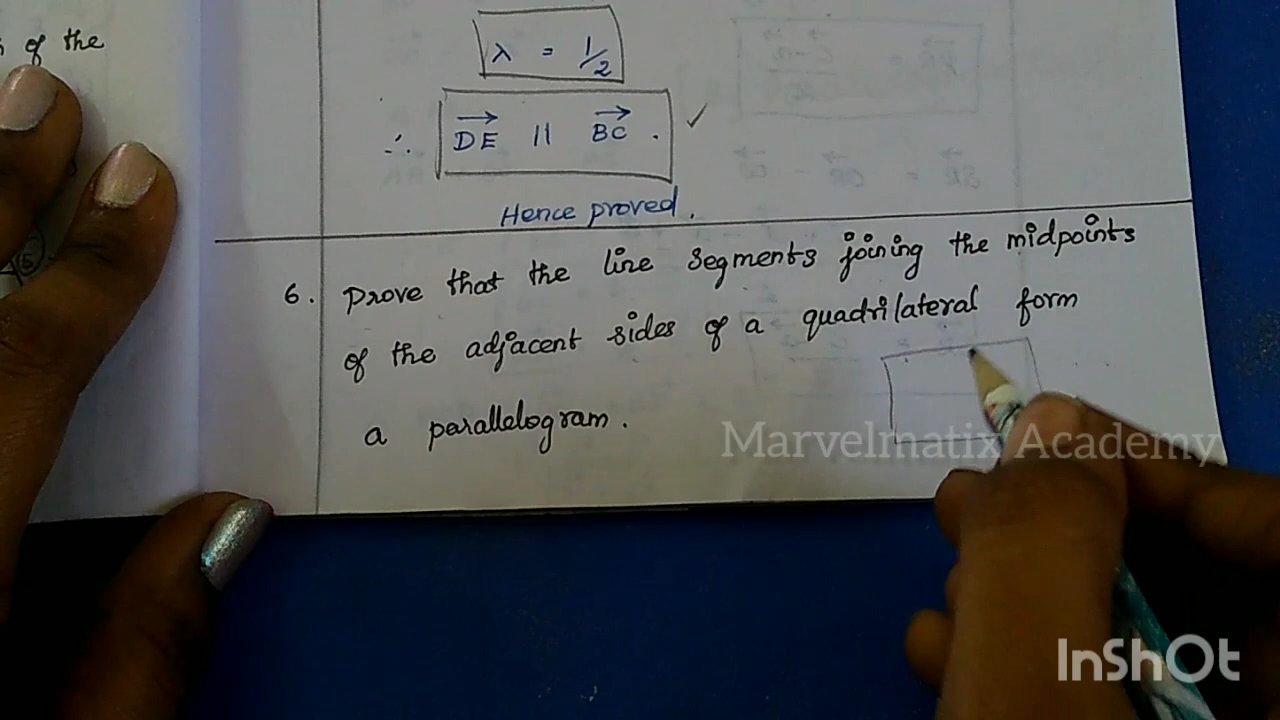 of the
λ = 1/2
∴ DE || BC .
Hence proved.
6. Prove that the line segments joining the midpoints
of the adjacent sides of a quadrilateral form
a parallelogram.
Marvelmatix Academy
InShOt